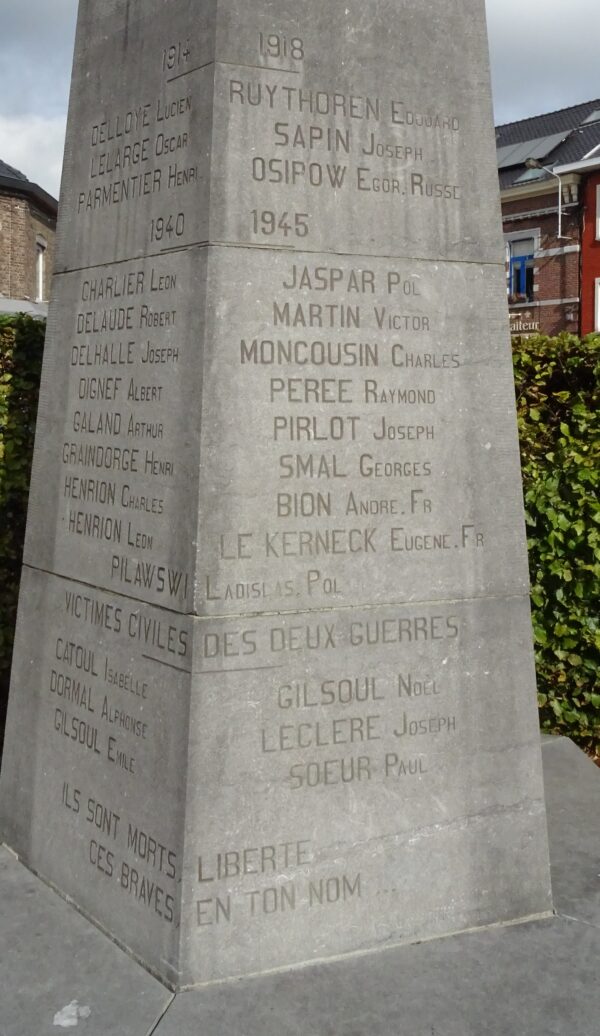 1914 1918
DELLOYE Lucien
LELARGE Oscar
PARMENTIER Henri.
RUYTHOREN Edouard
SAPIN Joseph
OSIPOW Egor. Russe
1940 1945
CHARLIER Leon
DELAUDE Robert
DELHALLE Joseph
DIGNEF Albert
GALAND Arthur
GRAINDORGE Henri
HENRION Charles
HENRION Leon
JASPAR Pol
MARTIN Victor
MONCOUSIN Charles
PEREE Raymond
PIRLOT Joseph
SMAL Georges
BION Andre. Fr
LE KERNECK Eugene. Fr
PILAWSWI Ladislas. Pol
VICTIMES CIVILES DES DEUX GUERRES
CATOUL Isabelle
DORMAL Alphonse
GILSOUL Emile
GILSOUL Noël
LECLERE Joseph
SOEUR Paul
ILS SONT MORTS, LIBERTE
CES BRAVES, EN TON NOM ...
aiteur